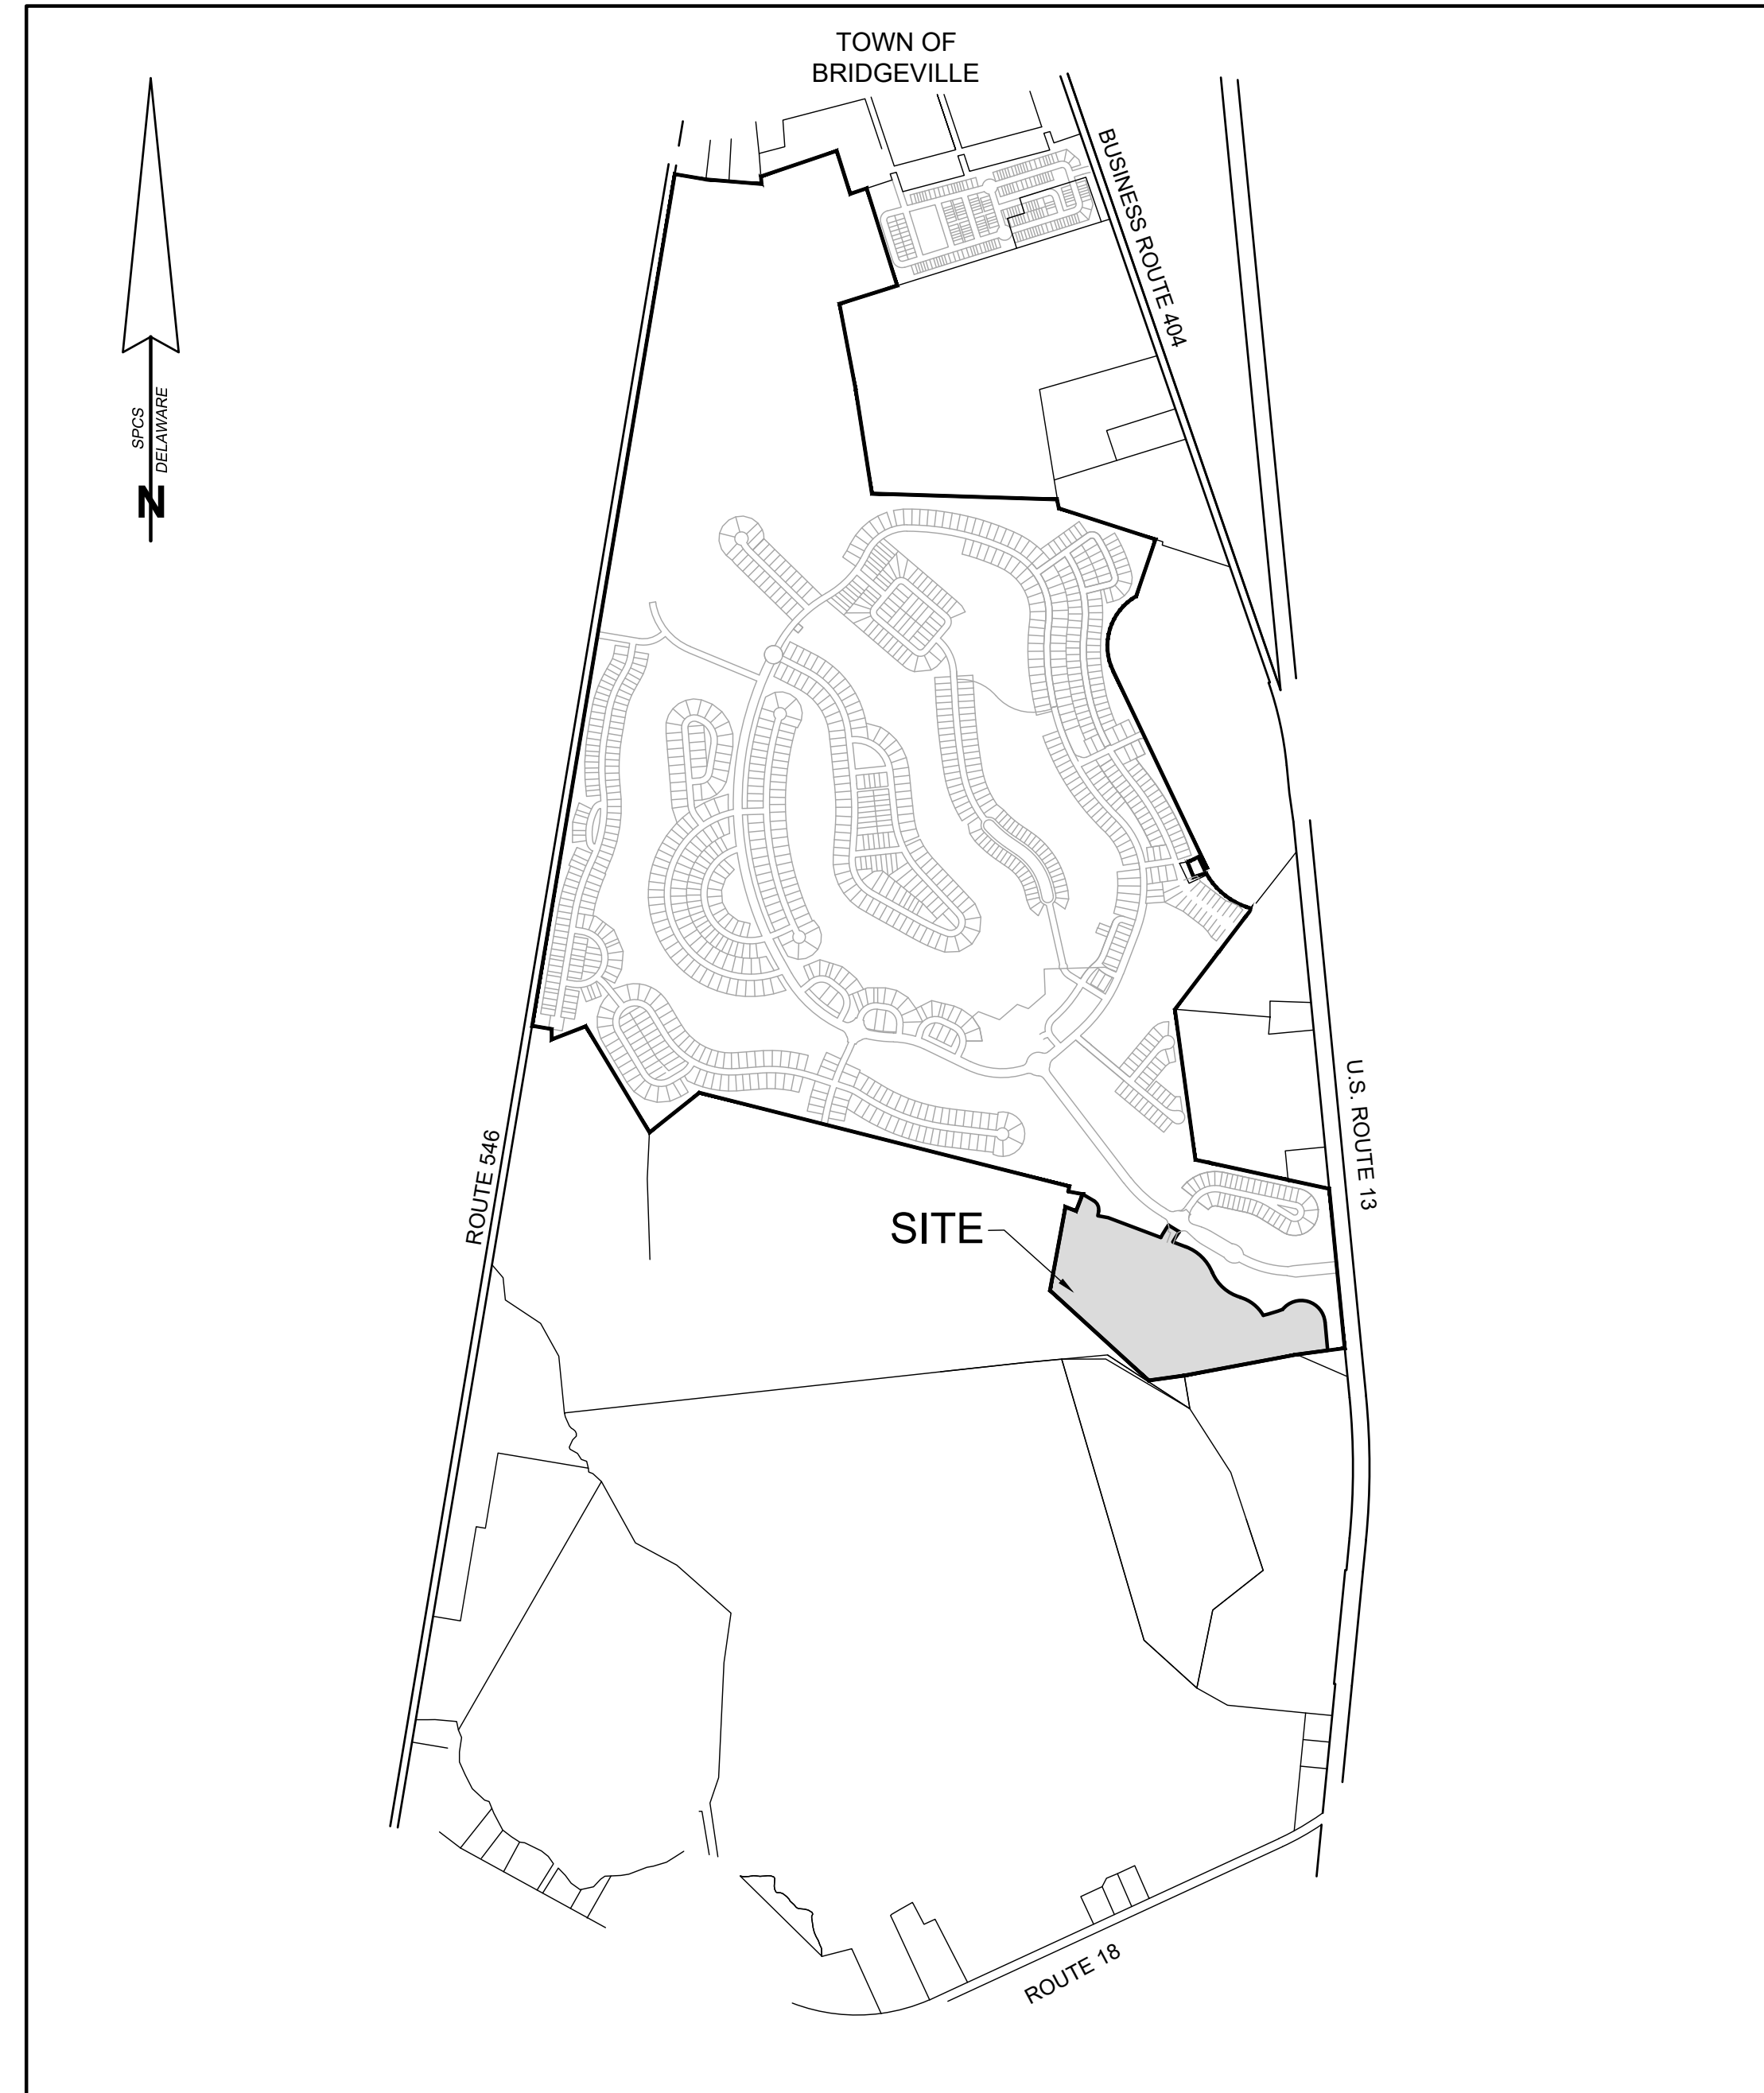 TOWN OF
BRIDGEVILLE
BUSINESS ROUTE 404
SPCS
DELAWARE
N
U.S. ROUTE 13
ROUTE 546
SITE
ROUTE 18